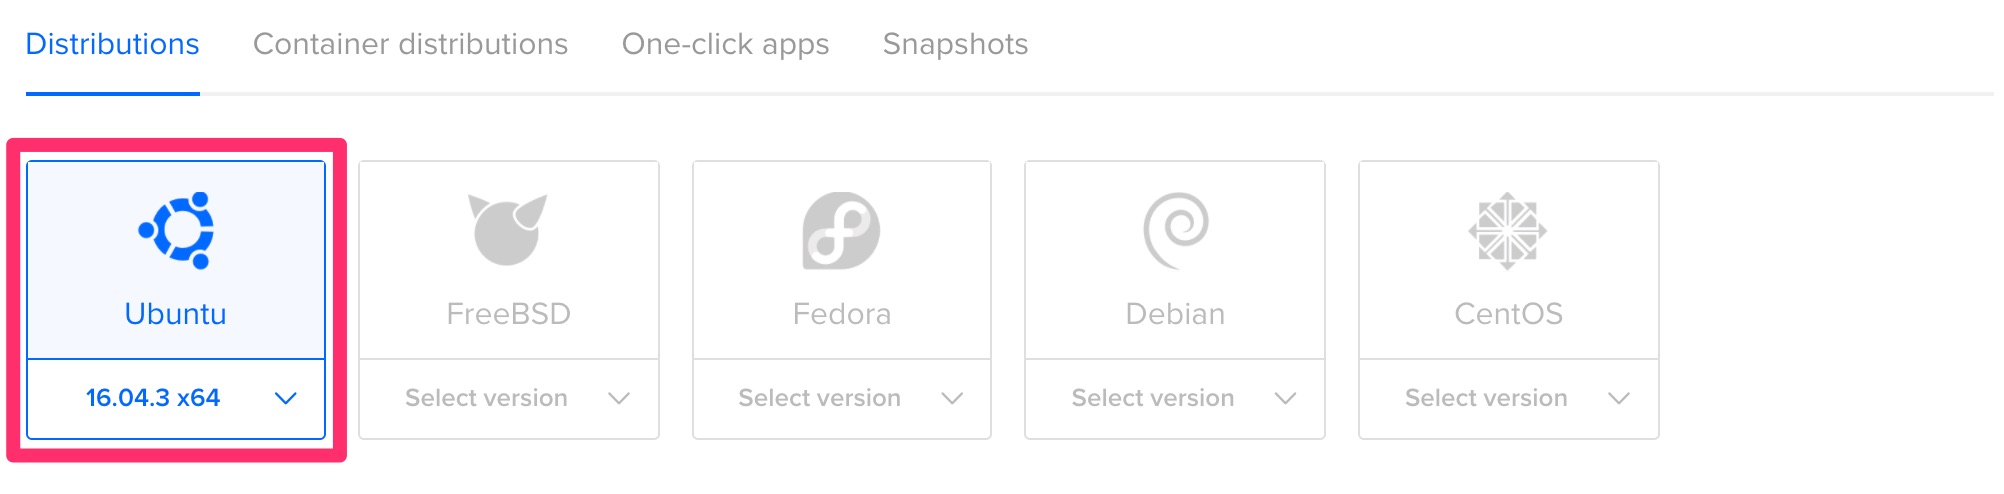 Distributions Container distributions One-click apps Snapshots
Ubuntu FreeBSD Fedora Debian CentOS
16.04.3 x64 Select version Select version Select version Select version